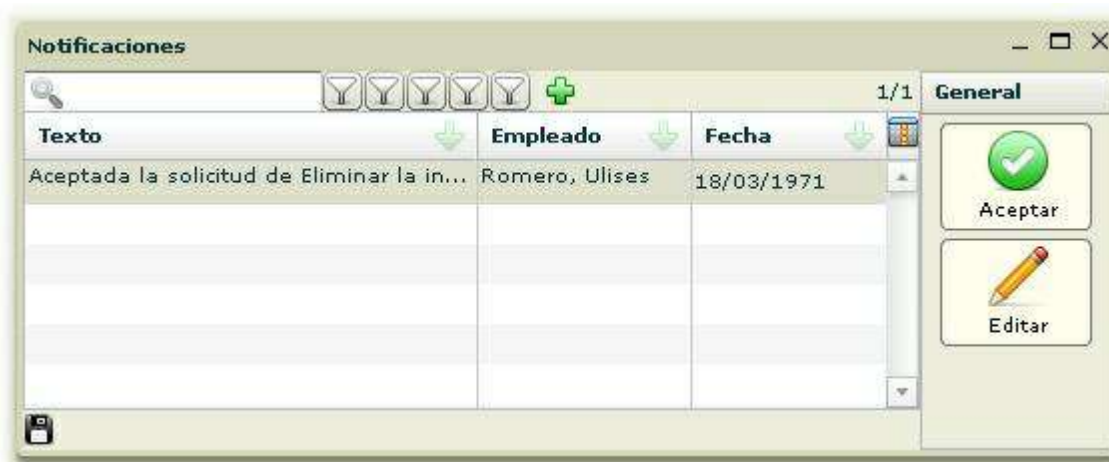 Notificaciones
1/1
General
Texto
Empleado
Fecha
Aceptada la solicitud de Eliminar la in...
Romero, Ulises
18/03/1971
Aceptar
Editar